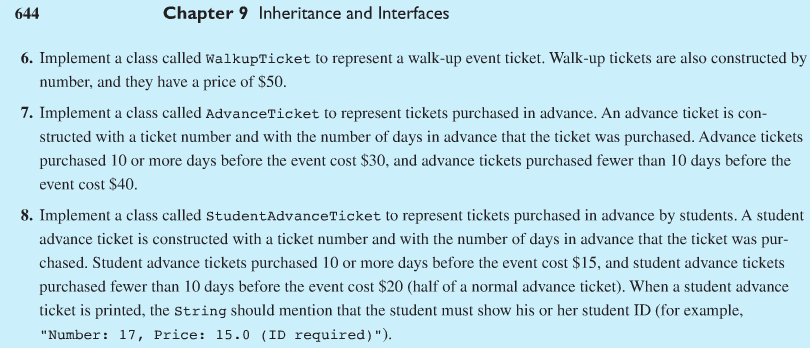 644 Chapter 9 Inheritance and Interfaces
6. Implement a class called WalkupTicket to represent a walk-up event ticket. Walk-up tickets are also constructed by
number, and they have a price of $50.
7. Implement a class called AdvanceTicket to represent tickets purchased in advance. An advance ticket is con-
structed with a ticket number and with the number of days in advance that the ticket was purchased. Advance tickets
purchased 10 or more days before the event cost $30, and advance tickets purchased fewer than 10 days before the
event cost $40.
8. Implement a class called StudentAdvanceTicket to represent tickets purchased in advance by students. A student
advance ticket is constructed with a ticket number and with the number of days in advance that the ticket was pur-
chased. Student advance tickets purchased 10 or more days before the event cost $15, and student advance tickets
purchased fewer than 10 days before the event cost $20 (half of a normal advance ticket). When a student advance
ticket is printed, the String should mention that the student must show his or her student ID (for example,
"Number: 17, Price: 15.0 (ID required)").